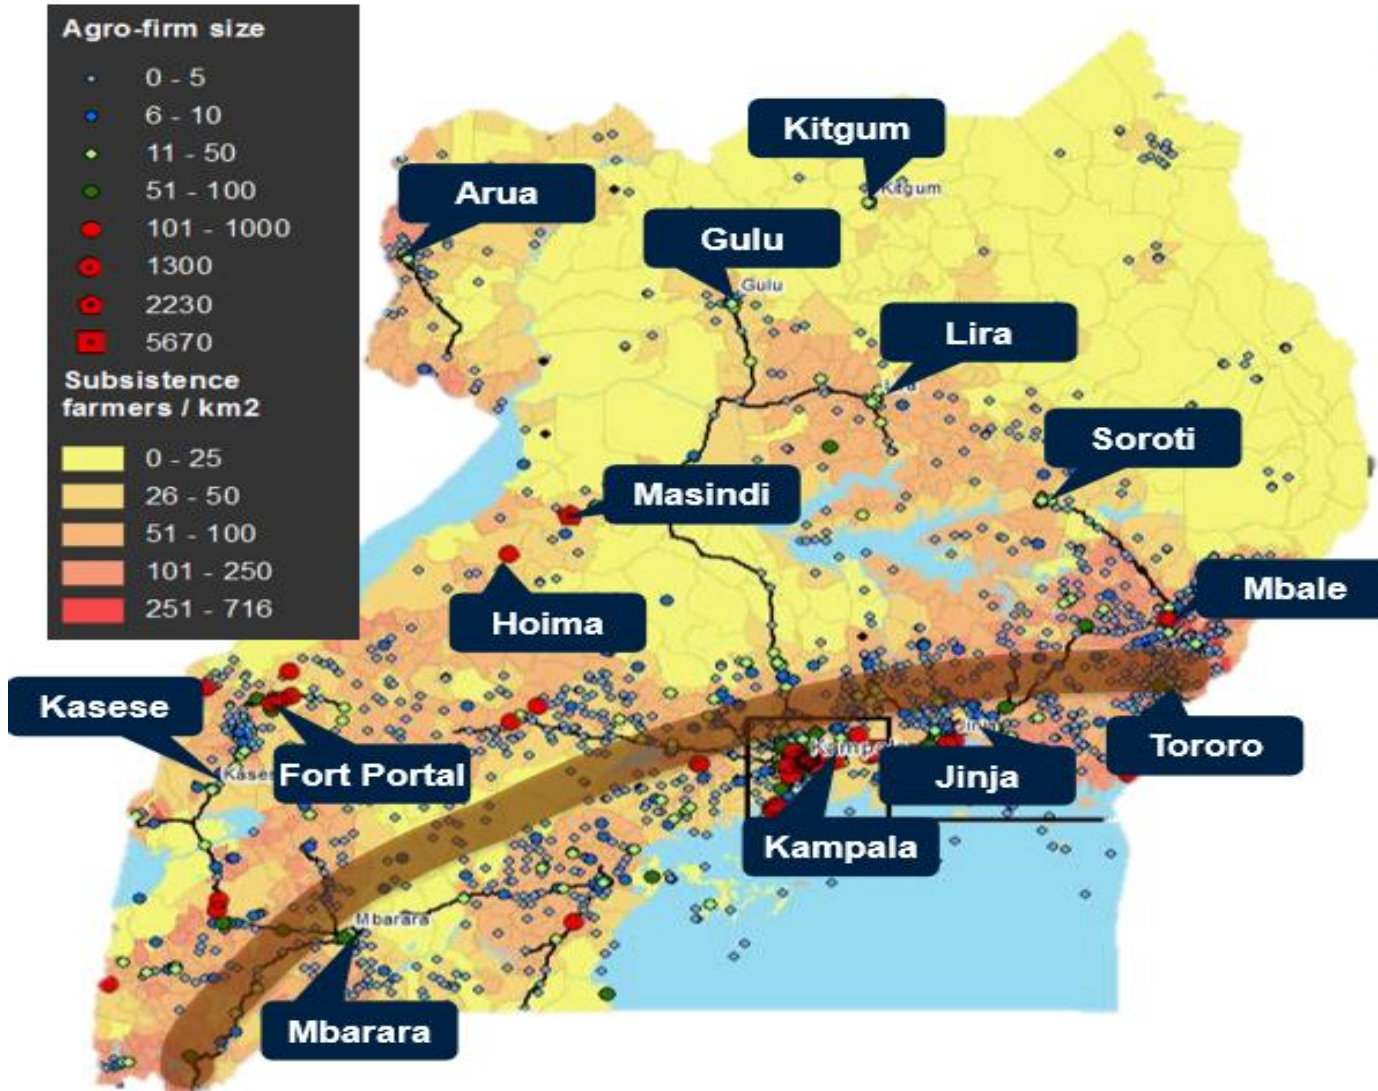 Agro-firm size
0 - 5
6 - 10
11 - 50
51 - 100
101 - 1000
1300
2230
5670
Subsistence
farmers / km2
0 - 25
26 - 50
51 - 100
101 - 250
251 - 716
Kitgum
Kitgum
Arua
Gulu
Gulu
Lira
Soroti
Masindi
Hoima
Mbale
Kasese
Fort Portal
Tororo
Jinja
Jinja
Kampala
Kampala
Mbarara
Mbarara